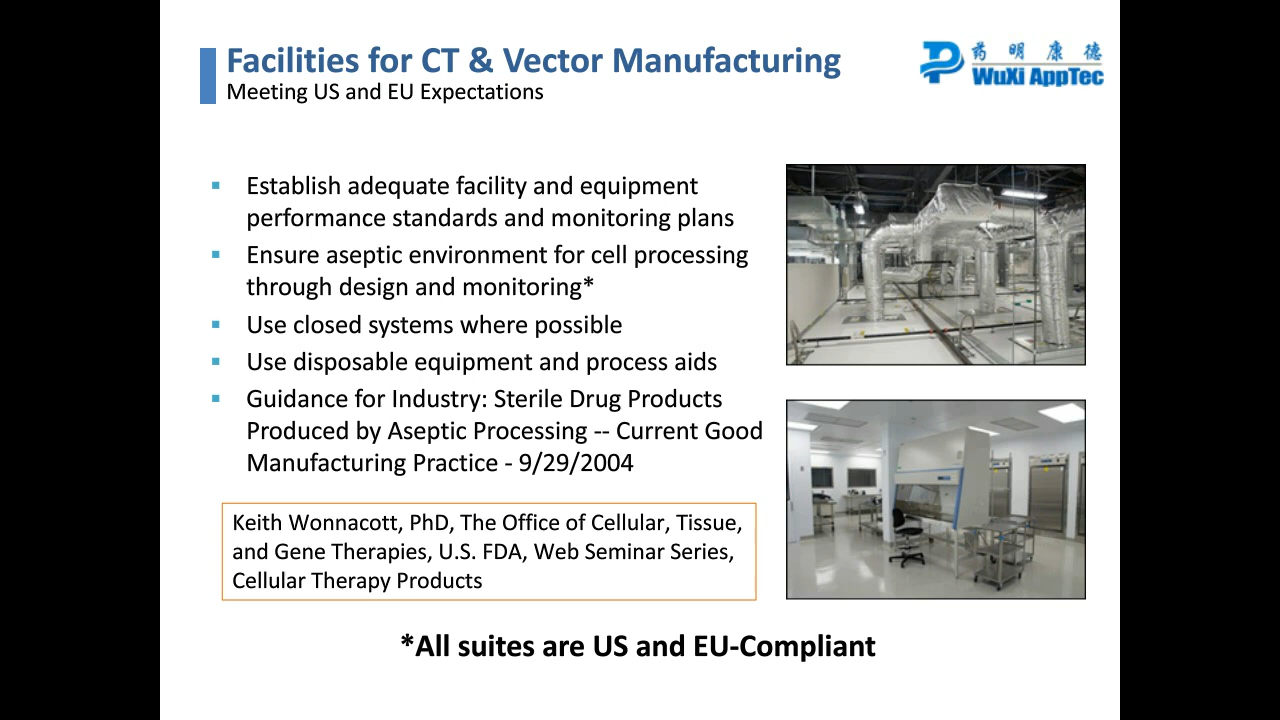 Facilities for CT & Vector Manufacturing
Meeting US and EU Expectations
药明康德
WuXi AppTec
Establish adequate facility and equipment
performance standards and monitoring plans
Ensure aseptic environment for cell processing
through design and monitoring*
Use closed systems where possible
Use disposable equipment and process aids
Guidance for Industry: Sterile Drug Products
Produced by Aseptic Processing -- Current Good
Manufacturing Practice - 9/29/2004
Keith Wonnacott, PhD, The Office of Cellular, Tissue,
and Gene Therapies, U.S. FDA, Web Seminar Series,
Cellular Therapy Products
*All suites are US and EU-Compliant